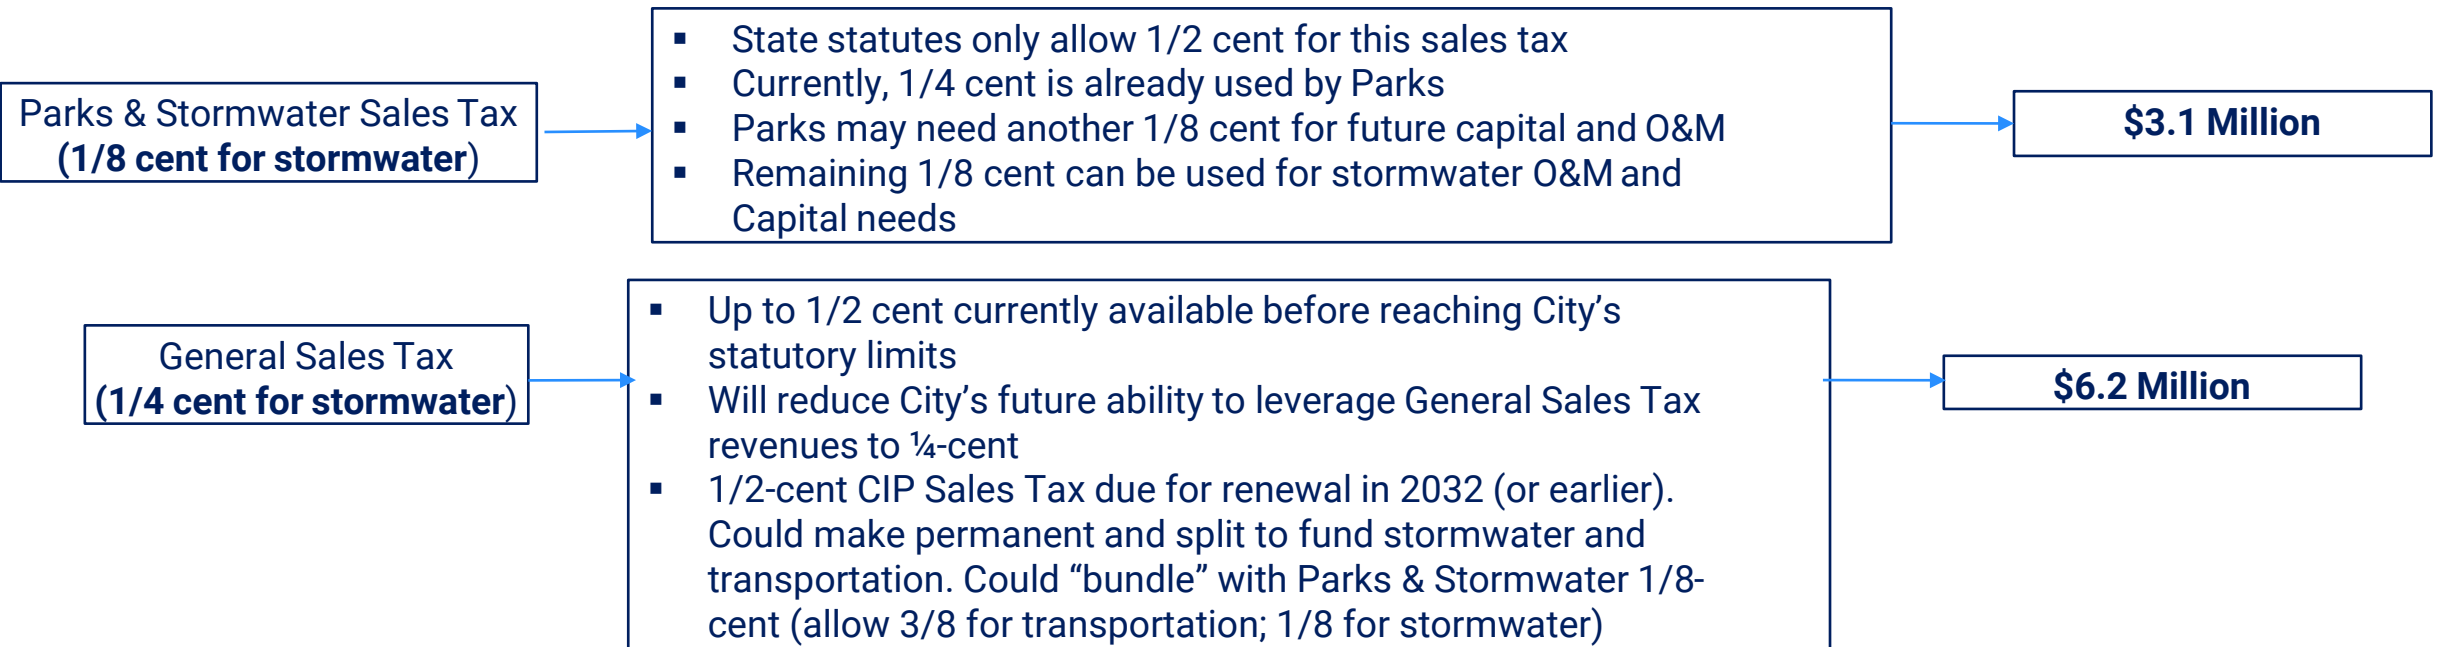 Parks & Stormwater Sales Tax
(1/8 cent for stormwater)
▪ State statutes only allow 1/2 cent for this sales tax
▪ Currently, 1/4 cent is already used by Parks
▪ Parks may need another 1/8 cent for future capital and O&M
▪ Remaining 1/8 cent can be used for stormwater O&M and
Capital needs
$3.1 Million
General Sales Tax
(1/4 cent for stormwater)
▪ Up to 1/2 cent currently available before reaching City’s
statutory limits
▪ Will reduce City’s future ability to leverage General Sales Tax
revenues to ¼-cent
▪ 1/2-cent CIP Sales Tax due for renewal in 2032 (or earlier).
Could make permanent and split to fund stormwater and
transportation. Could “bundle” with Parks & Stormwater 1/8-
cent (allow 3/8 for transportation; 1/8 for stormwater)
$6.2 Million